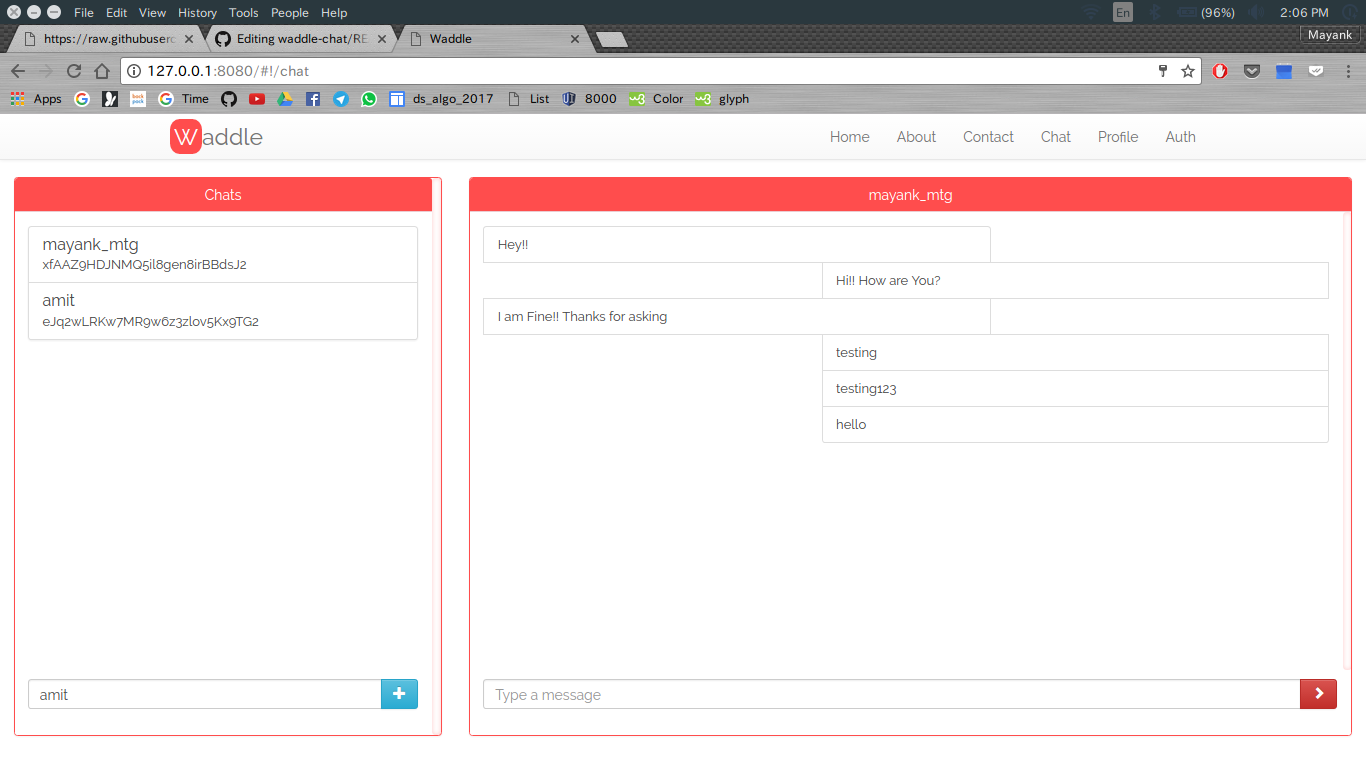 File Edit View History Tools People Help En (96%) 2:06 PM
https://raw.githubuserc Editing waddle-chat/RE Waddle Mayank
127.0.0.1:8080/#!/chat
Apps Time ds_algo_2017 List 8000 Color glyph
Waddle Home About Contact Chat Profile Auth
Chats
mayank_mtg
xfAAZ9HDJNMQ5il8gen8irBBdsJ2
amit
eJq2wLRKw7MR9w6z3zlov5Kx9TG2
amit
mayank_mtg
Hey!!
Hi!! How are You?
I am Fine!! Thanks for asking
testing
testing123
hello
Type a message